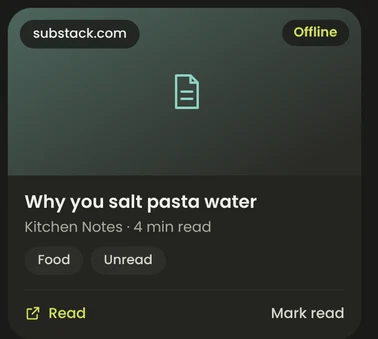 substack.com
Offline
Why you salt pasta water
Kitchen Notes · 4 min read
Food
Unread
Read
Mark read